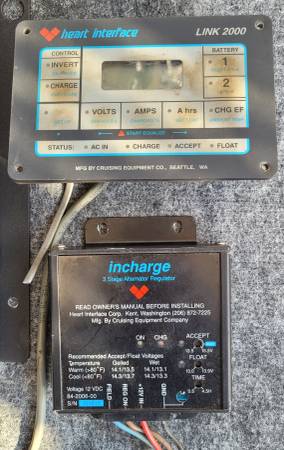 heart interface LINK 2000
CONTROL BATTERY
INVERT 1
CHARGE 2
VOLTS AMPS A hrs CHG EF
START EQUALIZE
STATUS: AC IN CHARGE ACCEPT FLOAT
MFG BY CRUISING EQUIPMENT CO., SEATTLE, WA
incharge
3 Stage Alternator Regulator
READ OWNER'S MANUAL BEFORE INSTALLING
Heart Interface Corp. Kent, Washington (206) 872-7225
Mfg. By Cruising Equipment Company
ON CHG ACCEPT
FLOAT
Recommended Accept/Float Voltages
Temperature Gelled Wet
Warm (>80°F) 14.1/13.5 14.1/13.1
Cool (<80°F) 14.3/13.7 14.3/13.3
TIME
Voltage 12 VDC
84-2006-00
S/N
FIELD
REG ON
+12V IN
GND